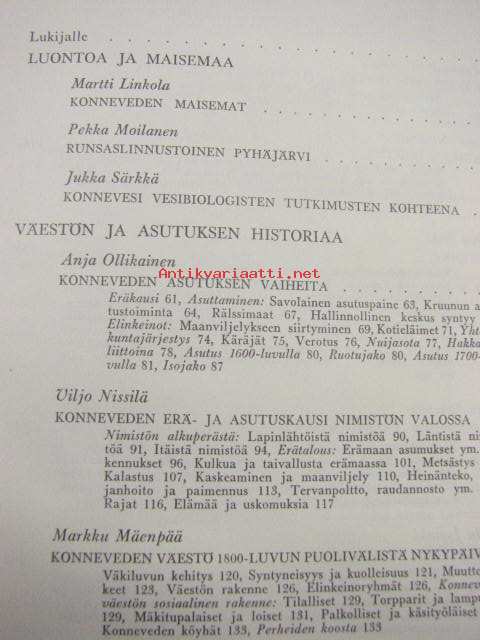 Lukijalle . . . . . . . . . . . . .
LUONTOA JA MAISEMAA
Martti Linkola
KONNEVEDEN MAISEMAT . . . . . . . . .
Pekka Moilanen
RUNSASLINNUSTOINEN PYHÄJÄRVI . . . . . .
Jukka Särkkä
KONNEVESI VESIBIOLOGISTEN TUTKIMUSTEN KOHTEENA .
VÄESTÖN JA ASUTUKSEN HISTORIAA
Anja Ollikainen
Antikvariaatti.net
KONNEVEDEN ASUTUKSEN VAIHEITA . . . . . .
Eräkausi 61, Asuttaminen: Savolainen asutuspaine 63, Kruunun a
tustoiminta 64, Rälssimaat 67, Hallinnollinen keskus syntyy
Elinkeinot: Maanviljelykseen siirtyminen 69, Kotieläimet 71, Yht
kuntajärjestys 74, Käräjät 75, Verotus 76, Nuijasota 77, Hakka
liittoina 78, Asutus 1600-luvulla 80, Ruotujako 80, Asutus 1700-
vulla 81, Isojako 87
Viljo Nissilä
KONNEVEDEN ERÄ- JA ASUTUSKAUSI NIMISTÖN VALOSSA
Nimistön alkuperästä: Lapinlähtöistä nimistöä 90, Läntistä ni
töä 91, Itäistä nimistöä 94, Erätalous: Erämaan asumukset ym.
kennukset 96, Kulkua ja taivallusta erämaassa 101, Metsästys
Kalastus 107, Kaskeaminen ja maanviljely 110, Heinänteko,
janhoito ja paimennus 113, Tervanpoltto, raudannosto ym.
Rajat 116, Elämää ja uskomuksia 117
Markku Mäenpää
KONNEVEDEN VÄESTÖ 1800-LUVUN PUOLIVÄLISTÄ NYKYPÄIV
Väkiluvun kehitys 120, Syntyneisyys ja kuolleisuus 121, Muutte
keet 123, Väestön rakenne 126, Elinkeinoryhmät 126, Konnev
väestön sosiaalinen rakenne: Tilalliset 129, Torpparit ja lampu
129, Mäkitupalaiset ja loiset 131, Palkolliset ja käsityöläiset
Konneveden köyhät 133, Perheiden koosta 133